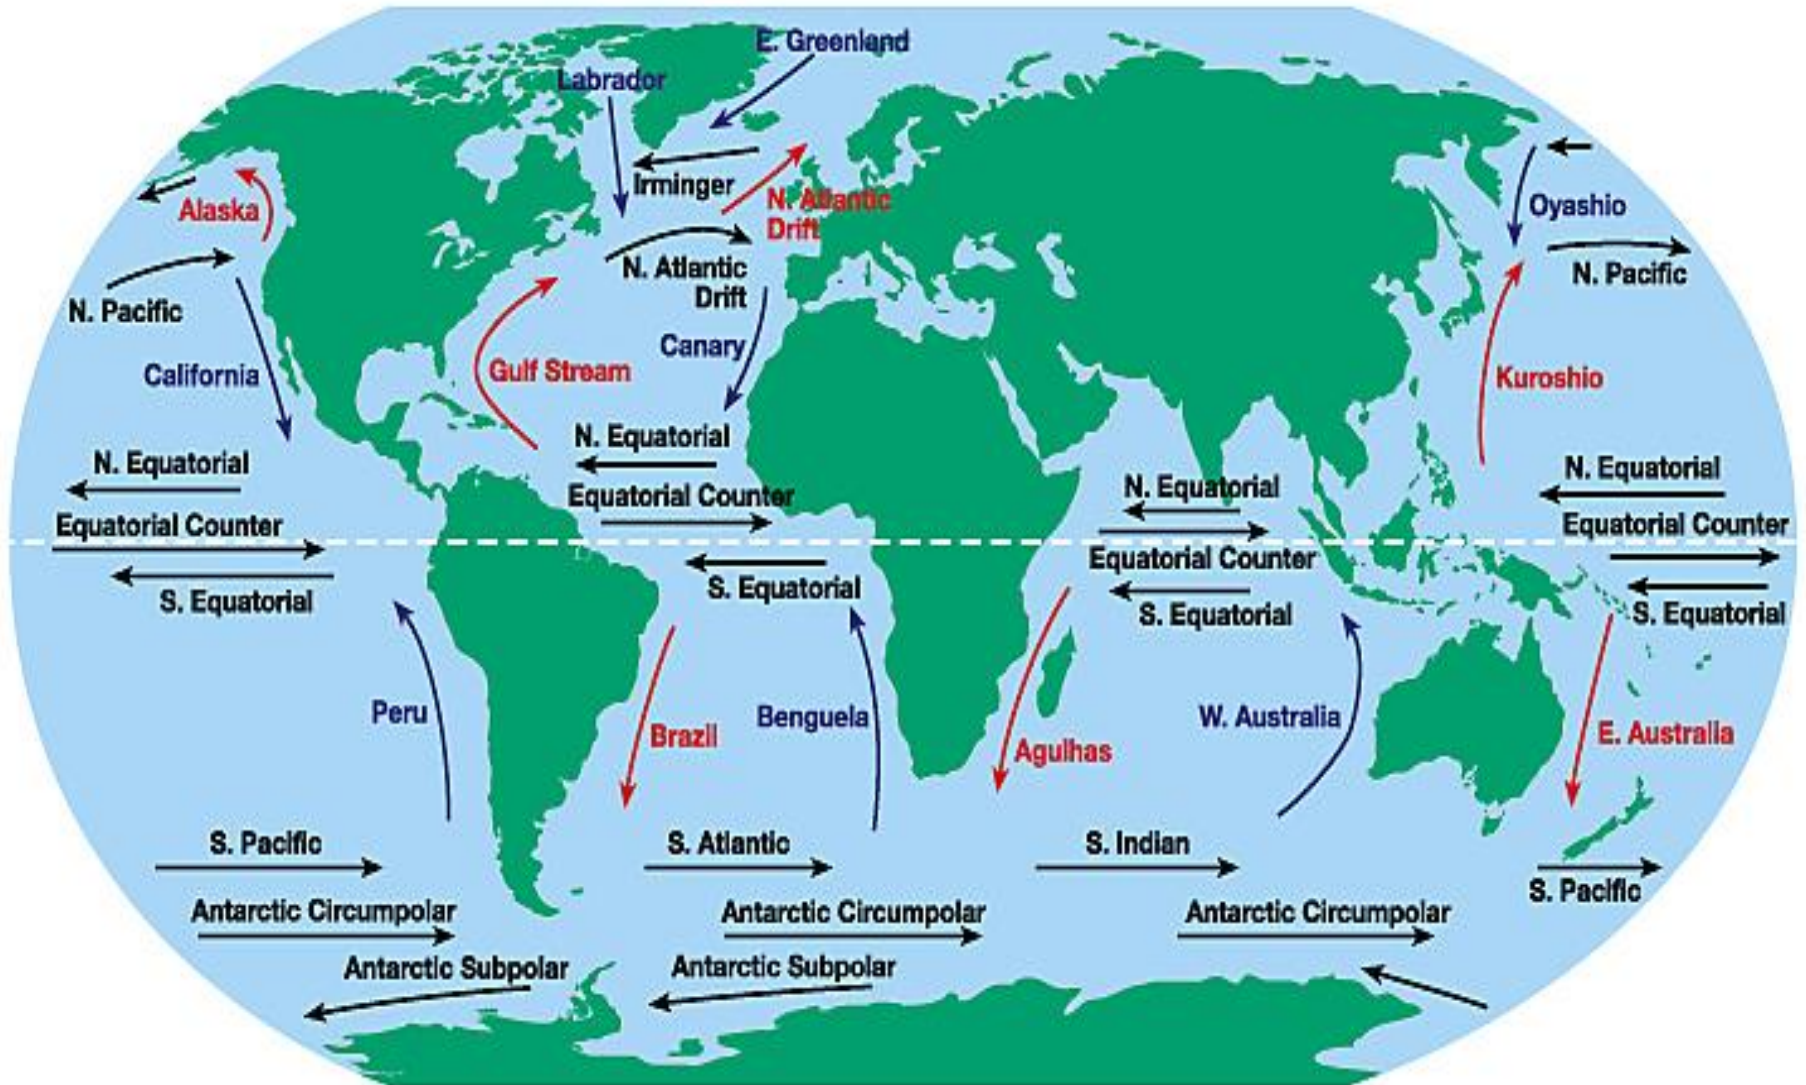 E. Greenland
Labrador
Irminger
N. Atlantic
Drift
Alaska
Oyashio
N. Atlantic
Drift
N. Pacific
N. Pacific
Canary
California
Gulf Stream
Kuroshio
N. Equatorial
N. Equatorial
N. Equatorial
N. Equatorial
Equatorial Counter
Equatorial Counter
Equatorial Counter
Equatorial Counter
S. Equatorial
S. Equatorial
S. Equatorial
S. Equatorial
Peru
Brazil
Benguela
Agulhas
W. Australia
E. Australia
S. Pacific
S. Atlantic
S. Indian
S. Pacific
Antarctic Circumpolar
Antarctic Circumpolar
Antarctic Circumpolar
Antarctic Subpolar
Antarctic Subpolar